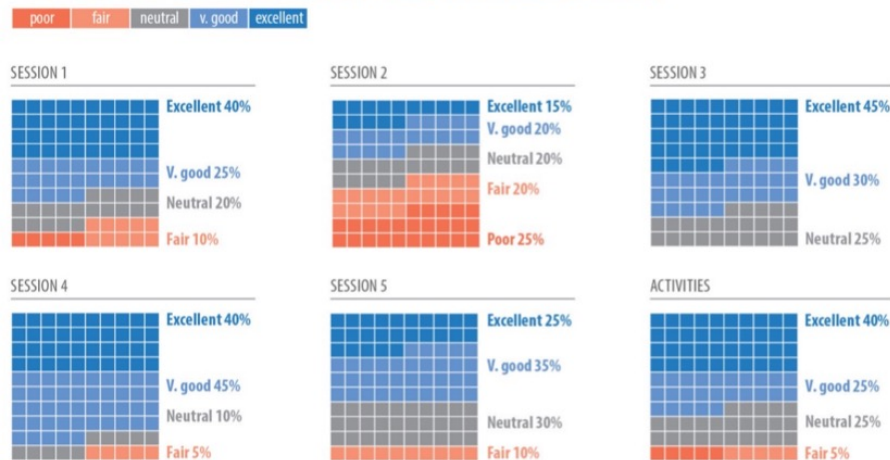 poor fair neutral v. good excellent
SESSION 1
Excellent 40%
V. good 25%
Neutral 20%
Fair 10%
SESSION 2
Excellent 15%
V. good 20%
Neutral 20%
Fair 20%
Poor 25%
SESSION 3
Excellent 45%
V. good 30%
Neutral 25%
SESSION 4
Excellent 40%
V. good 45%
Neutral 10%
Fair 5%
SESSION 5
Excellent 25%
V. good 35%
Neutral 30%
Fair 10%
ACTIVITIES
Excellent 40%
V. good 25%
Neutral 25%
Fair 5%